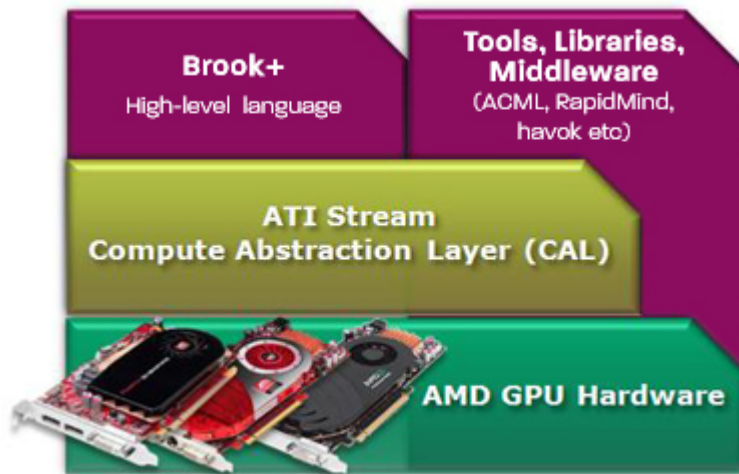 Brook+
High-level language
Tools, Libraries,
Middleware
(ACML, RapidMind,
havok etc)
ATI Stream
Compute Abstraction Layer (CAL)
AMD GPU Hardware